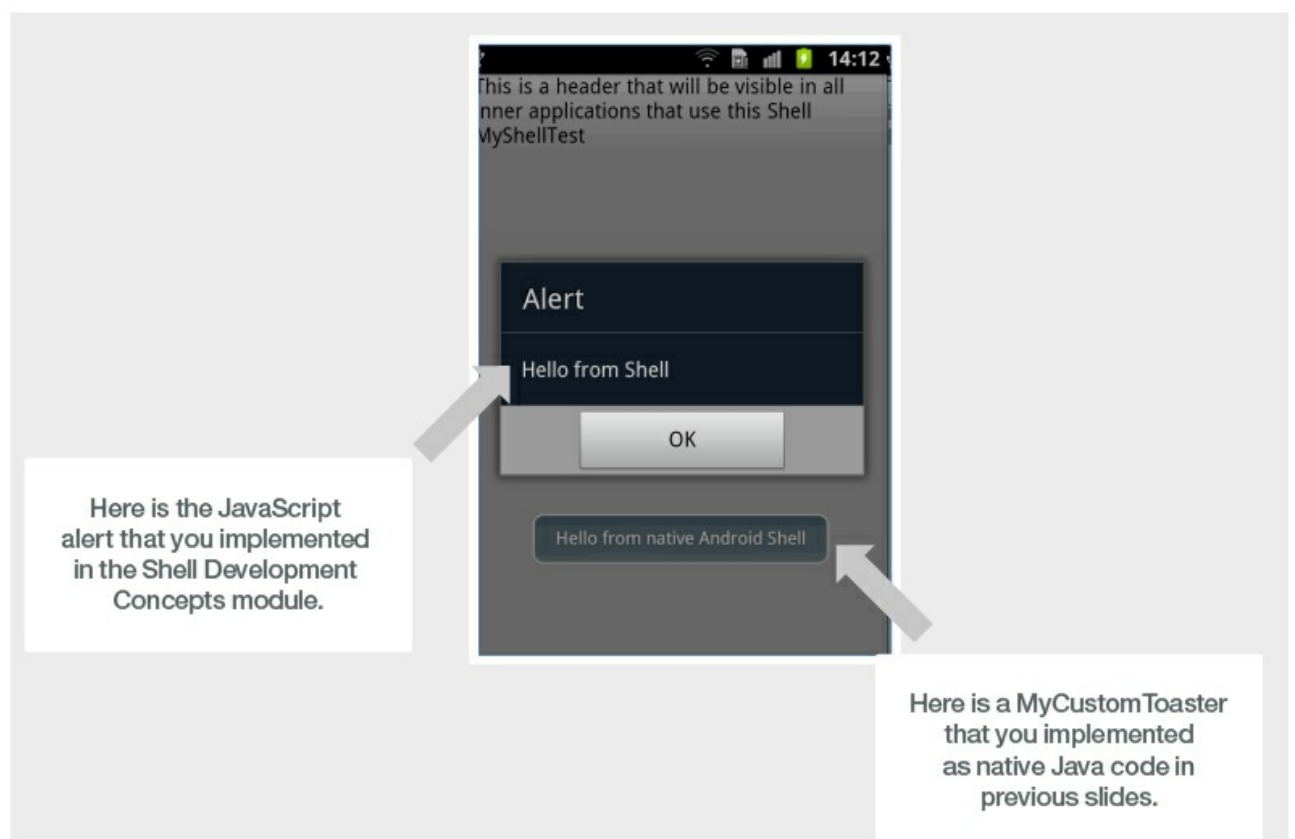 14:12
This is a header that will be visible in all
inner applications that use this Shell
MyShellTest
Alert
Hello from Shell
OK
Hello from native Android Shell
Here is the JavaScript
alert that you implemented
in the Shell Development
Concepts module.
Here is a MyCustomToaster
that you implemented
as native Java code in
previous slides.